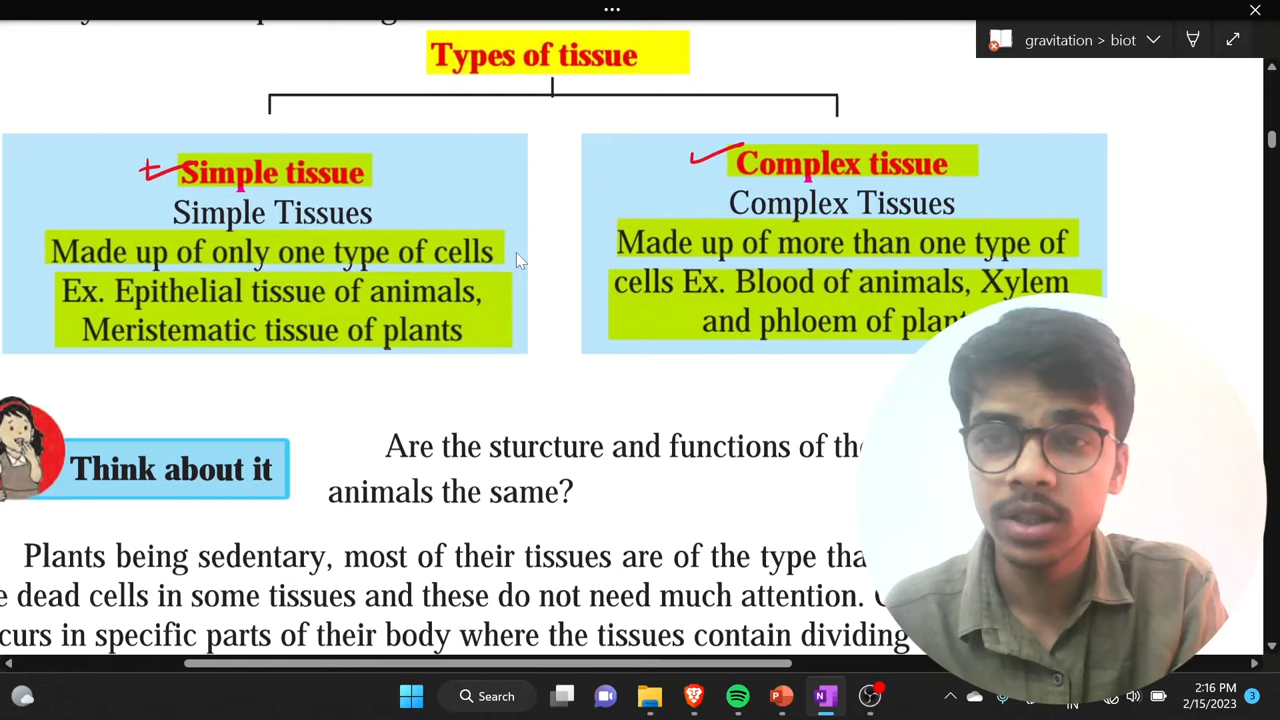 gravitation > biot
Types of tissue
Simple tissue
Simple Tissues
Made up of only one type of cells
Ex. Epithelial tissue of animals,
Meristematic tissue of plants
Complex tissue
Complex Tissues
Made up of more than one type of
cells Ex. Blood of animals, Xylem
and phloem of plant
Think about it
Are the sturcture and functions of
animals the same?
Plants being sedentary, most of their tissues are of the type
dead cells in some tissues and these do not need much attention.
in specific parts of their body where the tissues contain dividing
Search
IN
2:16 PM
2/15/2023
3